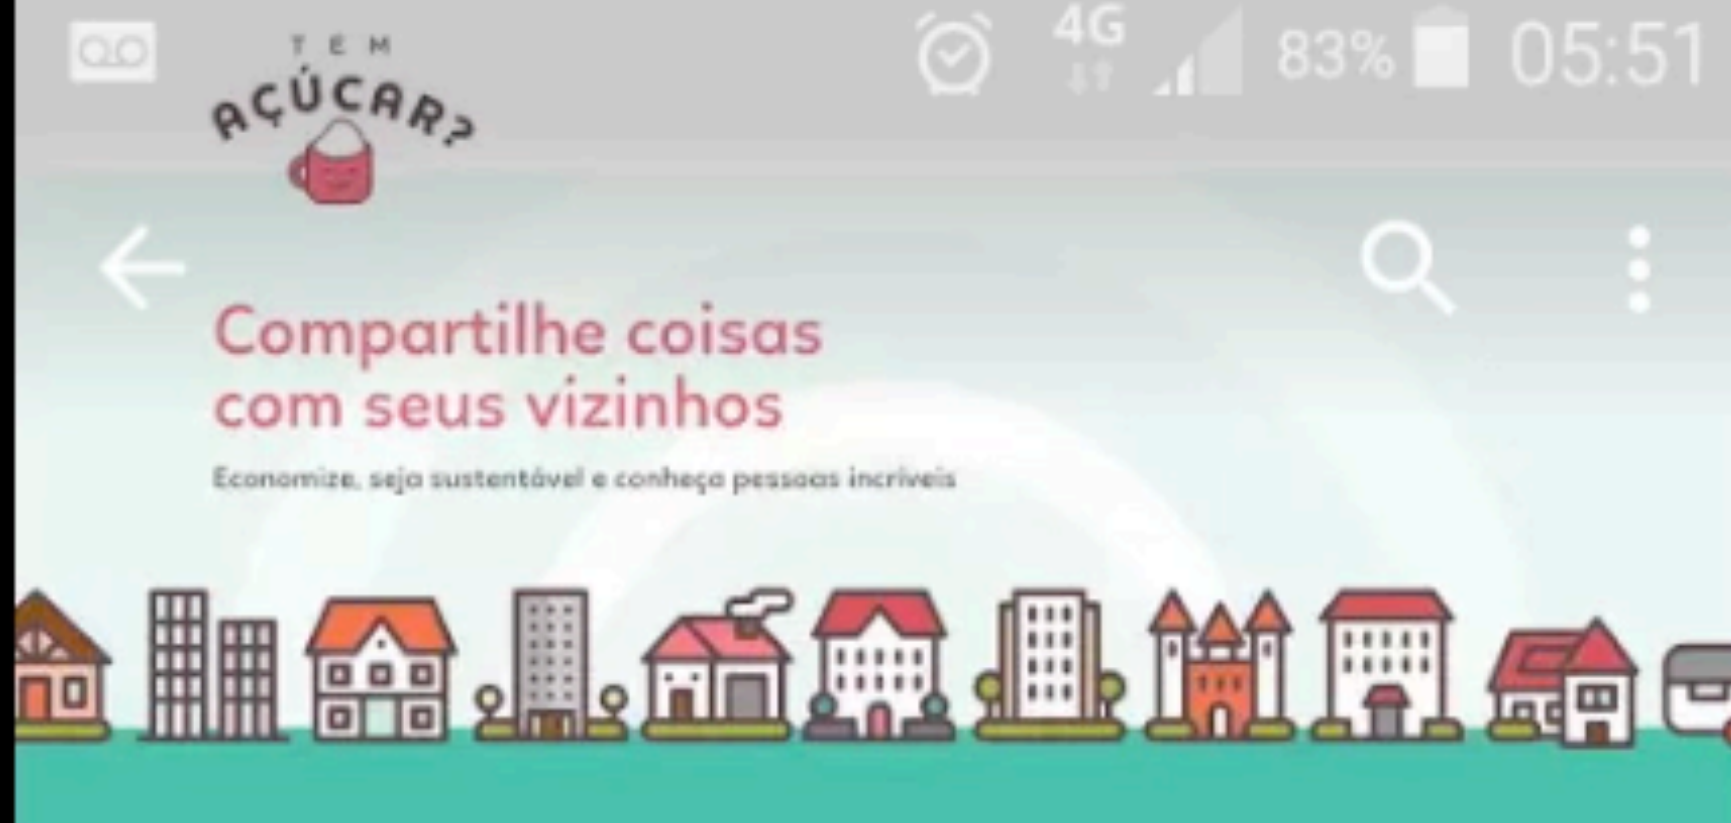 4G
83%
05:51
TEM
AÇÚCAR?
Compartilhe coisas
com seus vizinhos
Economize, seja sustentável e conheça pessoas incríveis